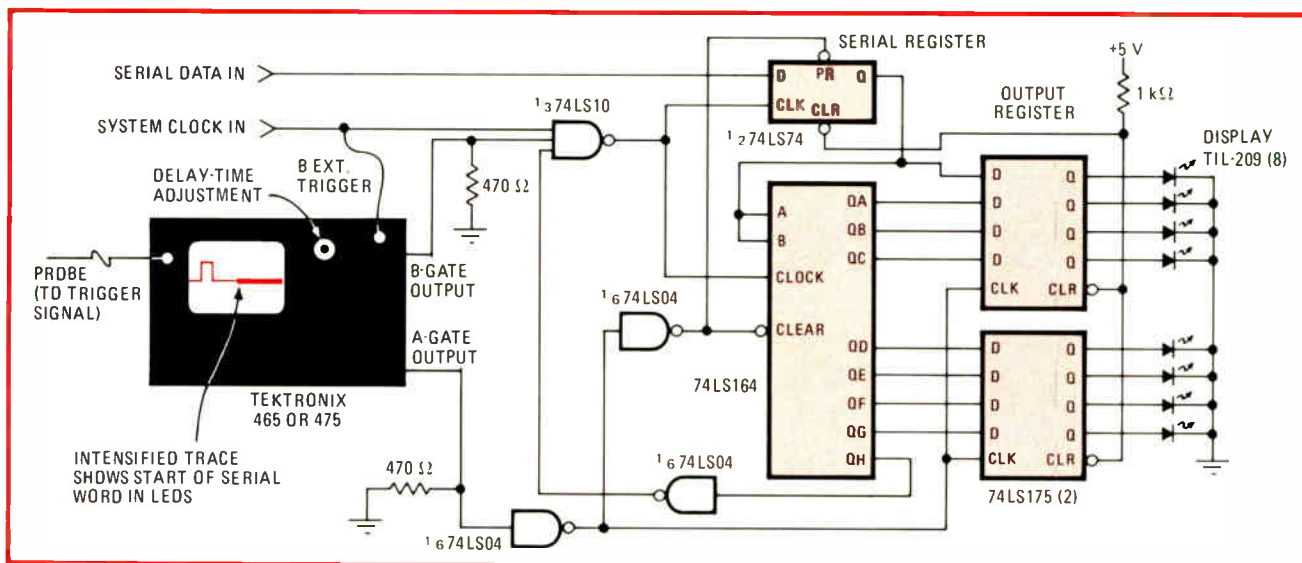 SERIAL REGISTER
+5 V
SERIAL DATA IN
D PR Q
CLK CLR
1 3 74LS10
1 kΩ
OUTPUT
REGISTER
SYSTEM CLOCK IN
1 2 74LS74
DISPLAY
TIL-209 (8)
B EXT.
TRIGGER
DELAY-TIME
ADJUSTMENT
470 Ω
D Q
D Q
D Q
D Q
CLK CLR
A QA
B QB
QC
CLOCK
CLEAR
QD
QE
QF
QG
QH
74LS164
PROBE
(TO TRIGGER
SIGNAL)
B-GATE
OUTPUT
A-GATE
OUTPUT
1 6 74LS04
TEKTRONIX
465 OR 475
D Q
D Q
D Q
D Q
CLK CLR
74LS175 (2)
INTENSIFIED TRACE
SHOWS START OF SERIAL
WORD IN LEDS
470 Ω
1 6 74LS04
1 6 74LS04